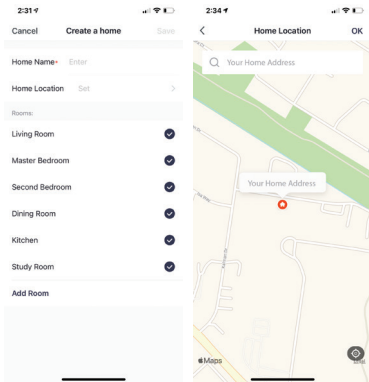 2:31
Cancel Create a home Save
Home Name* Enter
Home Location Set
Rooms:
Living Room
Master Bedroom
Second Bedroom
Dining Room
Kitchen
Study Room
Add Room
2:34
Home Location OK
Your Home Address
Your Home Address
Maps